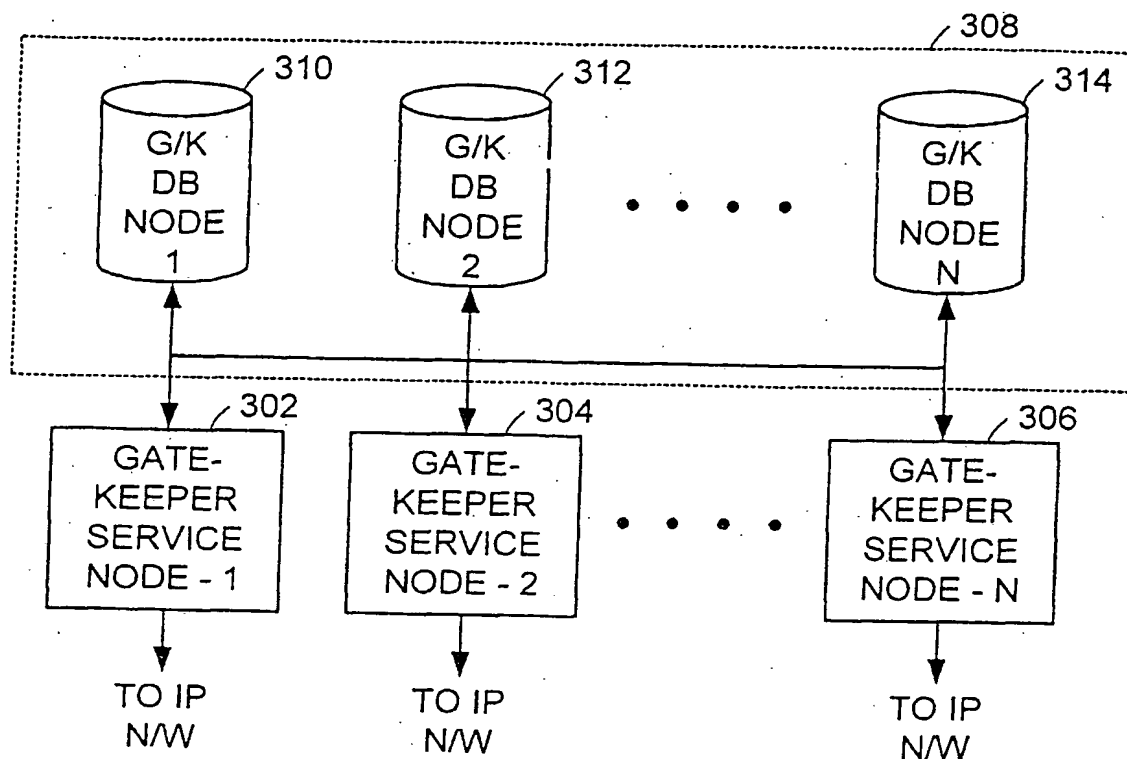 308
310
312
314
G/K
DB
NODE
1
G/K
DB
NODE
2
G/K
DB
NODE
N
302
304
306
GATE-
KEEPER
SERVICE
NODE - 1
GATE-
KEEPER
SERVICE
NODE - 2
GATE-
KEEPER
SERVICE
NODE - N
TO IP
N/W
TO IP
N/W
TO IP
N/W